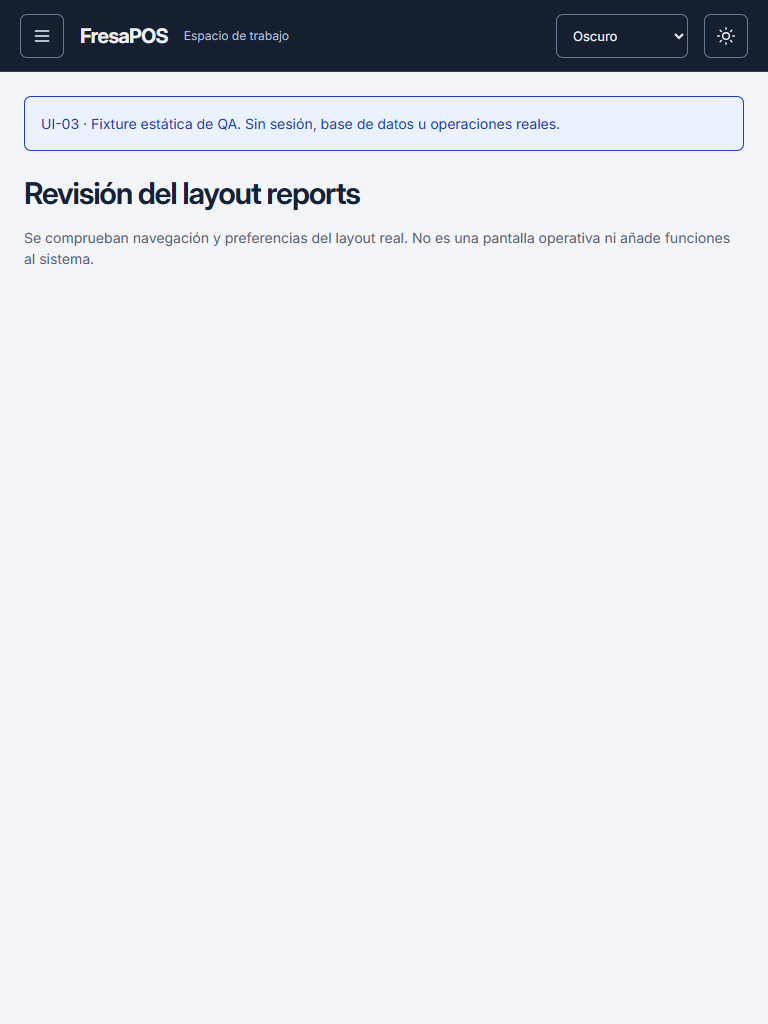 FresaPOS Espacio de trabajo Oscuro
UI-03 · Fixture estática de QA. Sin sesión, base de datos u operaciones reales.
Revisión del layout reports
Se comprueban navegación y preferencias del layout real. No es una pantalla operativa ni añade funciones
al sistema.